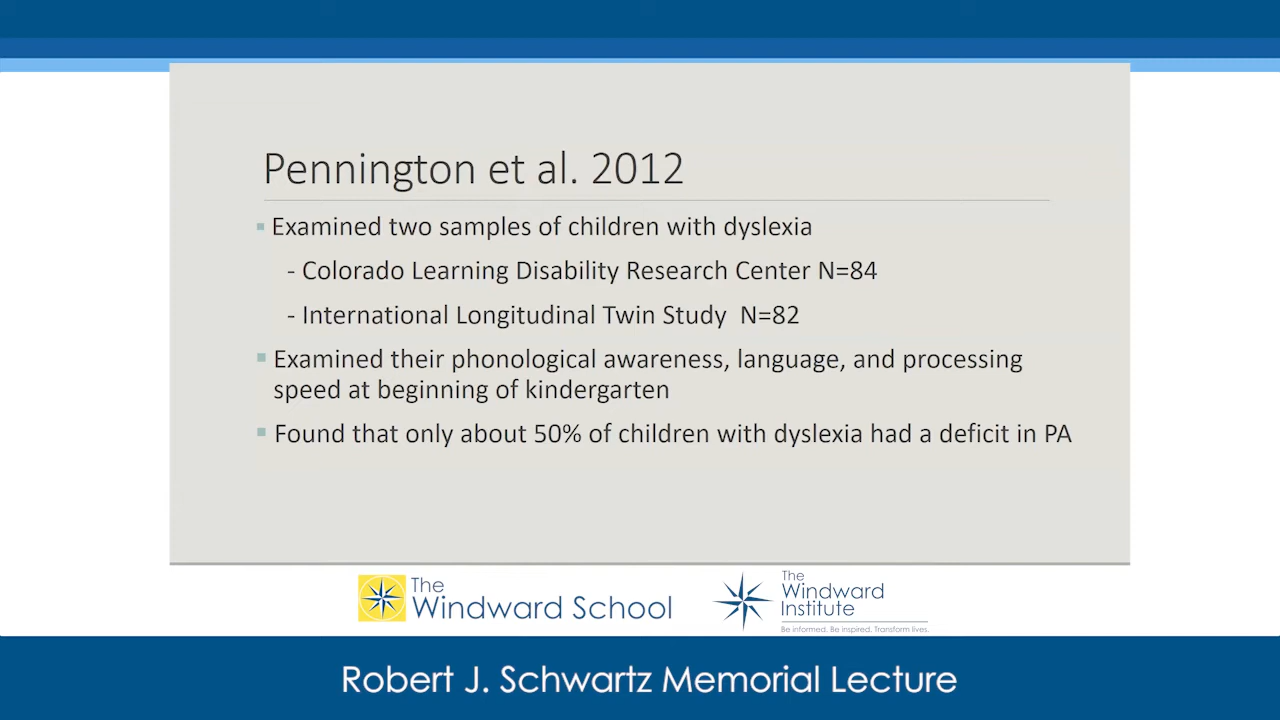 Pennington et al. 2012
▪ Examined two samples of children with dyslexia
- Colorado Learning Disability Research Center N=84
- International Longitudinal Twin Study N=82
▪ Examined their phonological awareness, language, and processing
speed at beginning of kindergarten
▪ Found that only about 50% of children with dyslexia had a deficit in PA
The
Windward School
The
Windward
Institute
Be informed. Be inspired. Transform lives.
Robert J. Schwartz Memorial Lecture